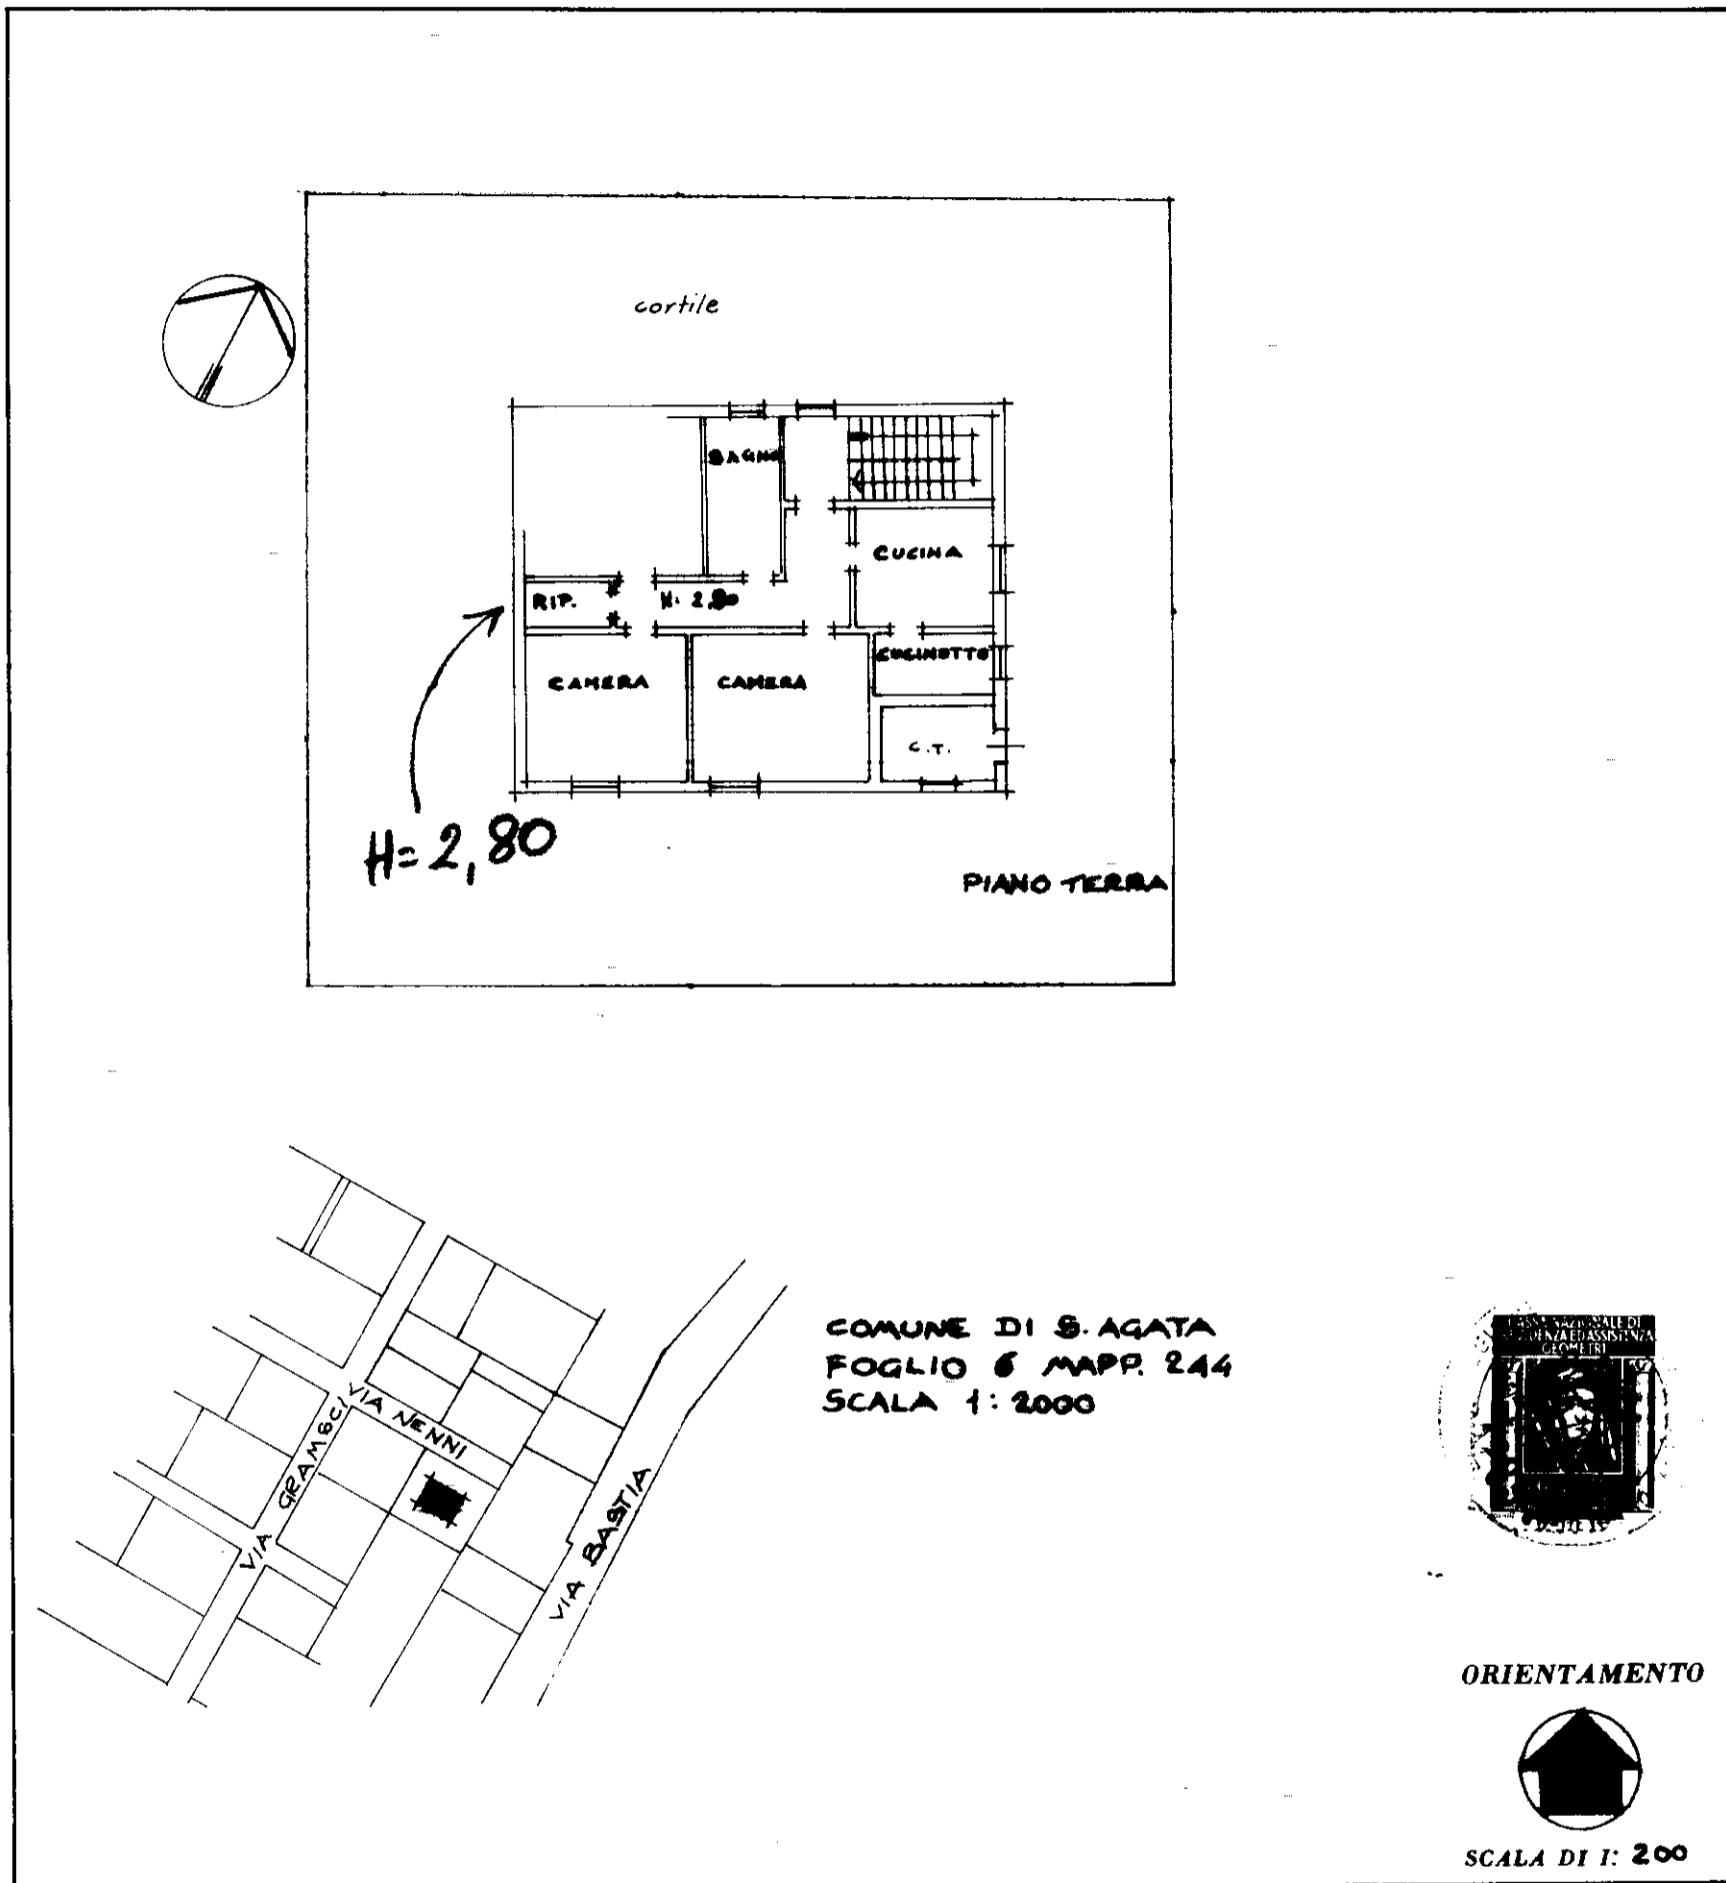 cortile
BAGNO
CUCINA
RIP.
H: 2,80
CUCINOTTO
CAMERA
CAMERA
C.T.
H=2,80
PIANO TERRA
COMUNE DI S. AGATA
FOGLIO 6 MAPP. 244
SCALA 1:2000
VIA NENNI
VIA GRAMSCI
VIA BASTIA
GEOMETRI
ORIENTAMENTO
SCALA DI 1: 200